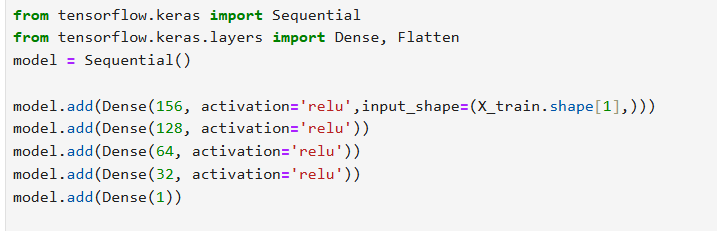 from tensorflow.keras import Sequential
from tensorflow.keras.layers import Dense, Flatten
model = Sequential()
model.add(Dense(156, activation='relu',input_shape=(X_train.shape[1],)))
model.add(Dense(128, activation='relu'))
model.add(Dense(64, activation='relu'))
model.add(Dense(32, activation='relu'))
model.add(Dense(1))